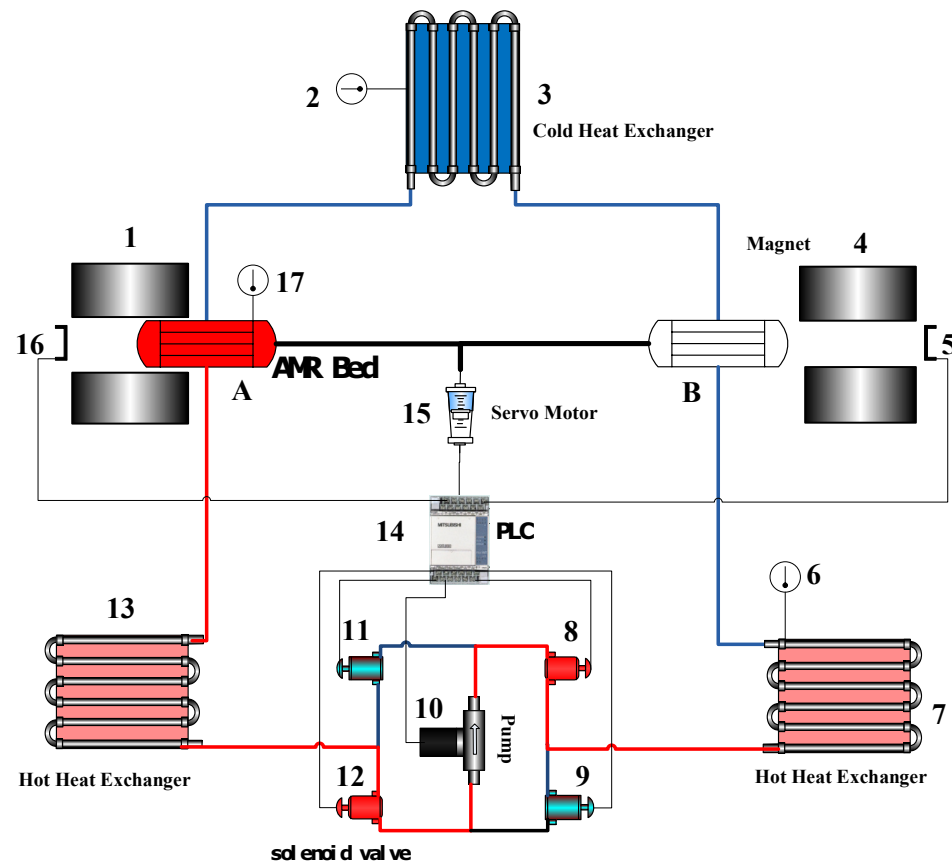 2
3
Cold Heat Exchanger
1
Magnet
4
17
16
5
A
AMR Bed
B
15
Servo Motor
14
MITSUBISHI
PLC
6
13
11
8
10
Pump
7
Hot Heat Exchanger
12
9
Hot Heat Exchanger
solenoid valve